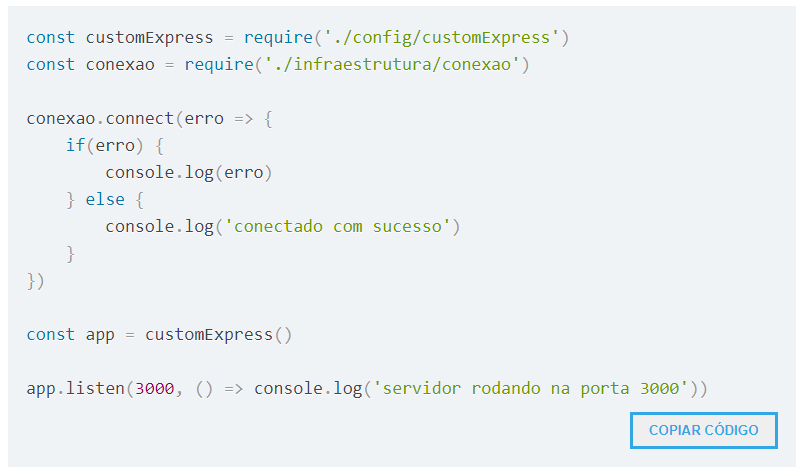 const customExpress = require('./config/customExpress')
const conexao = require('./infraestrutura/conexao')
conexao.connect(erro => {
    if(erro) {
        console.log(erro)
    } else {
        console.log('conectado com sucesso')
    }
})
const app = customExpress()
app.listen(3000, () => console.log('servidor rodando na porta 3000'))
COPIAR CÓDIGO